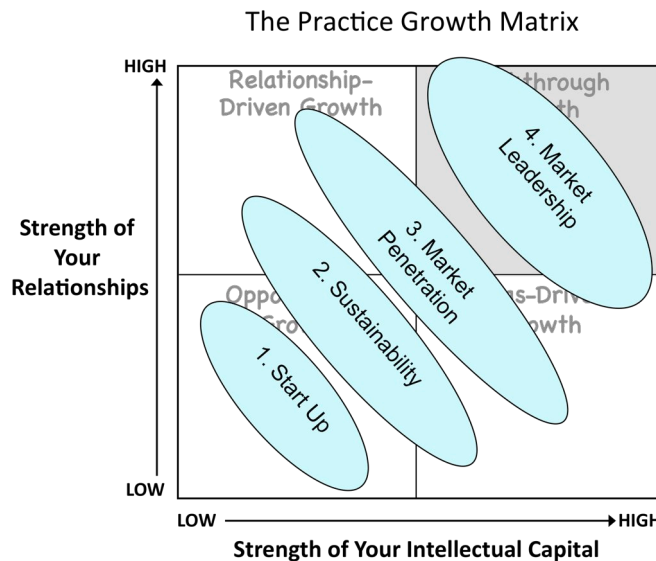 The Practice Growth Matrix
HIGH
Relationship-
Driven Growth
4. Market
Leadership
Strength of
Your
Relationships
3. Market
Penetration
2. Sustainability
1. Start Up
LOW
LOW
HIGH
Strength of Your Intellectual Capital